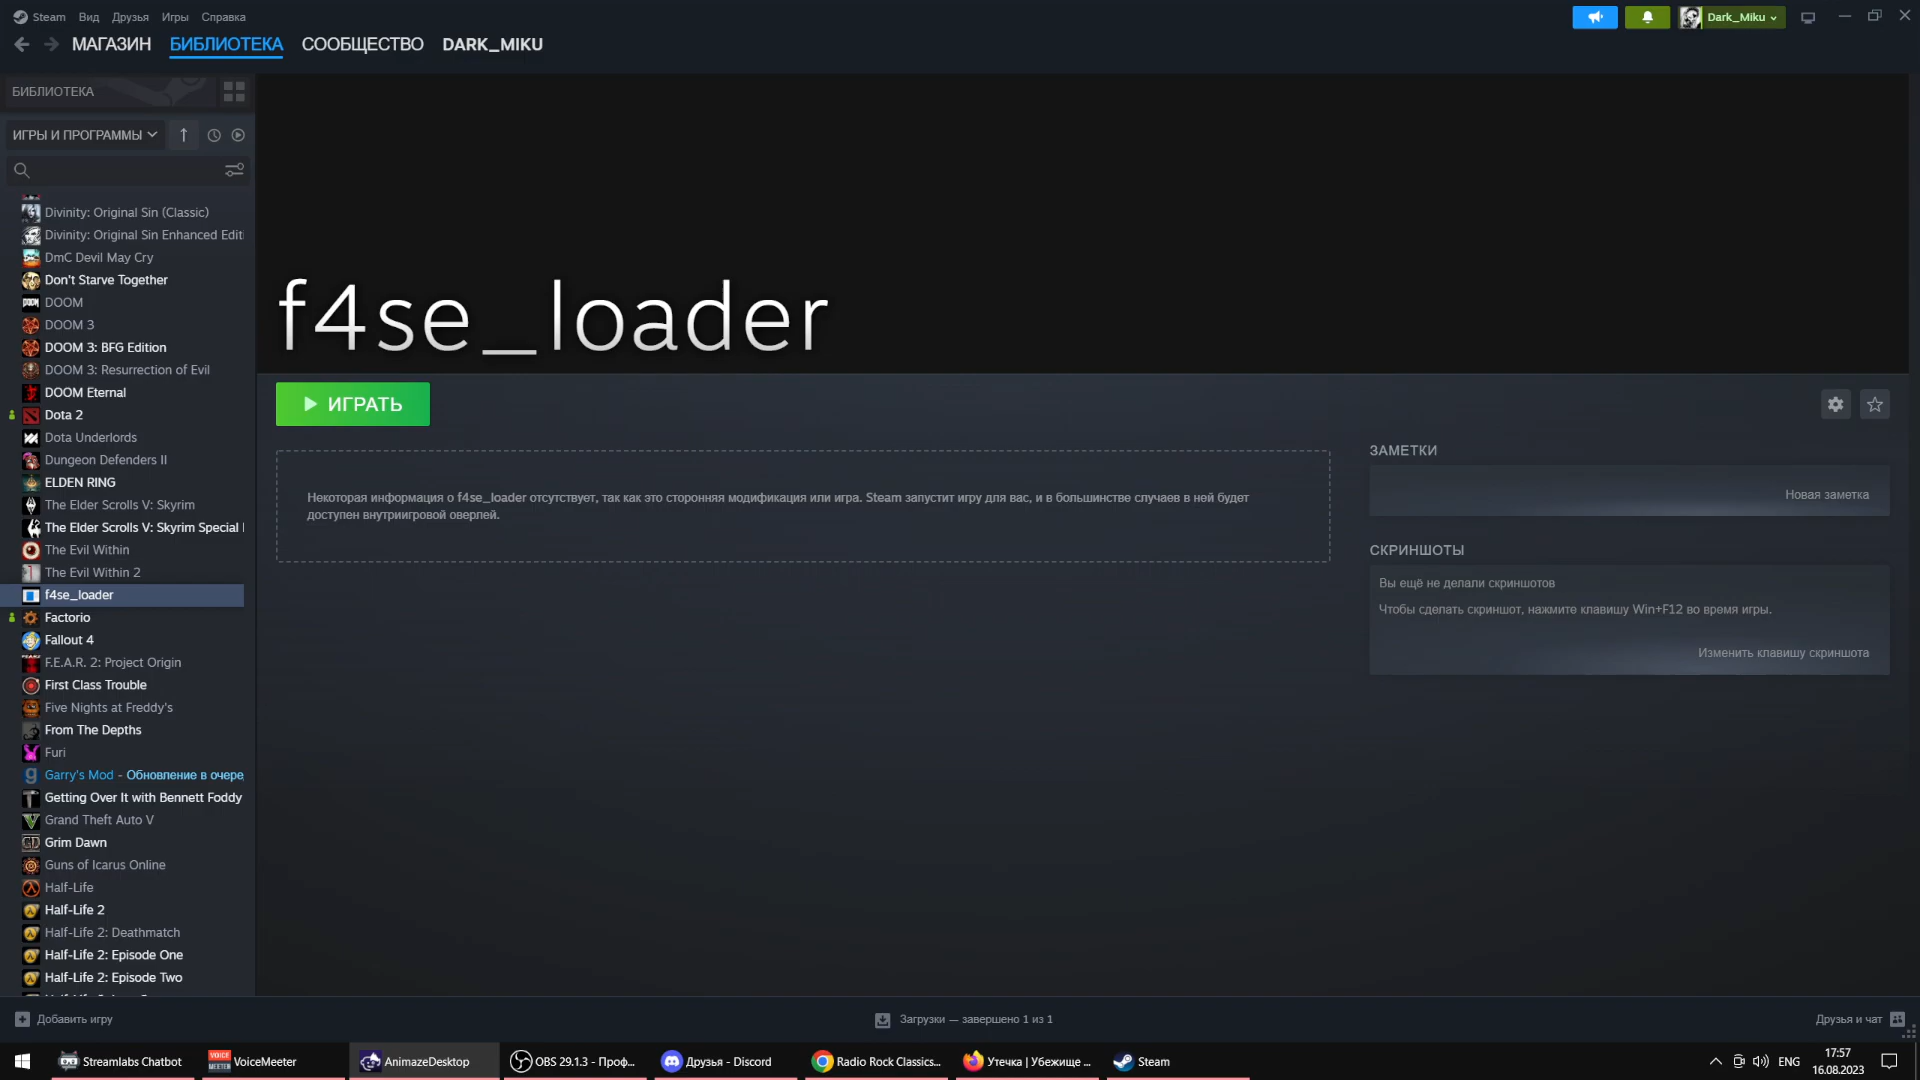 Steam Вид Друзья Игры Справка
Dark_Miku
МАГАЗИН БИБЛИОТЕКА СООБЩЕСТВО DARK_MIKU
БИБЛИОТЕКА
ИГРЫ И ПРОГРАММЫ
Divinity: Original Sin (Classic)
Divinity: Original Sin Enhanced Editi
DmC Devil May Cry
Don't Starve Together
DOOM
DOOM 3
DOOM 3: BFG Edition
DOOM 3: Resurrection of Evil
DOOM Eternal
Dota 2
Dota Underlords
Dungeon Defenders II
ELDEN RING
The Elder Scrolls V: Skyrim
The Elder Scrolls V: Skyrim Special
The Evil Within
The Evil Within 2
f4se_loader
Factorio
Fallout 4
F.E.A.R. 2: Project Origin
First Class Trouble
Five Nights at Freddy's
From The Depths
Furi
Garry's Mod - Обновление в очере
Getting Over It with Bennett Foddy
Grand Theft Auto V
Grim Dawn
Guns of Icarus Online
Half-Life
Half-Life 2
Half-Life 2: Deathmatch
Half-Life 2: Episode One
Half-Life 2: Episode Two
f4se_loader
ИГРАТЬ
Некоторая информация о f4se_loader отсутствует, так как это сторонняя модификация или игра. Steam запустит игру для вас, и в большинстве случаев в ней будет
доступен внутриигровой оверлей.
ЗАМЕТКИ
Новая заметка
СКРИНШОТЫ
Вы ещё не делали скриншотов
Чтобы сделать скриншот, нажмите клавишу Win+F12 во время игры.
Изменить клавишу скриншота
Добавить игру
Загрузки — завершено 1 из 1
Друзья и чат
Streamlabs Chatbot
VOICE MEETER
VoiceMeeter
AnimazeDesktop
OBS 29.1.3 - Проф...
Друзья - Discord
Radio Rock Classics...
Утечка | Убежище ...
Steam
ENG
17:57
16.08.2023